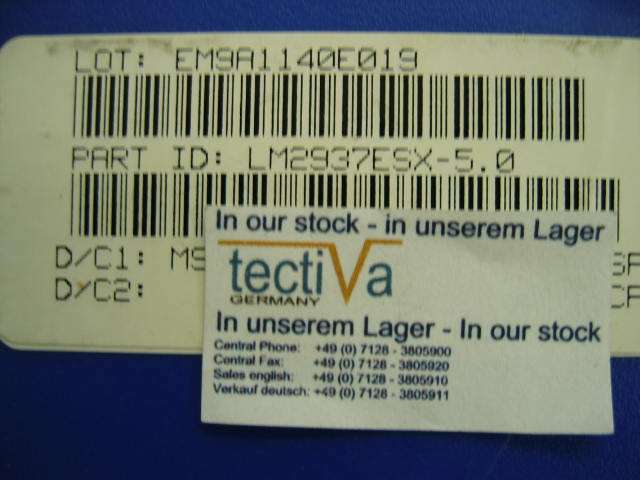 LOT: EM9A1140E019
PART ID: LM2937ESX-5.0
In our stock - in unserem Lager
D/C1:
tectiVa
D/C2:
GERMANY
In unserem Lager - In our stock
Central Phone: +49 (0) 7128 - 3805900
Central Fax: +49 (0) 7128 - 3805920
Sales english: +49 (0) 7128 - 3805910
Verkauf deutsch: +49 (0) 7128 - 3805911